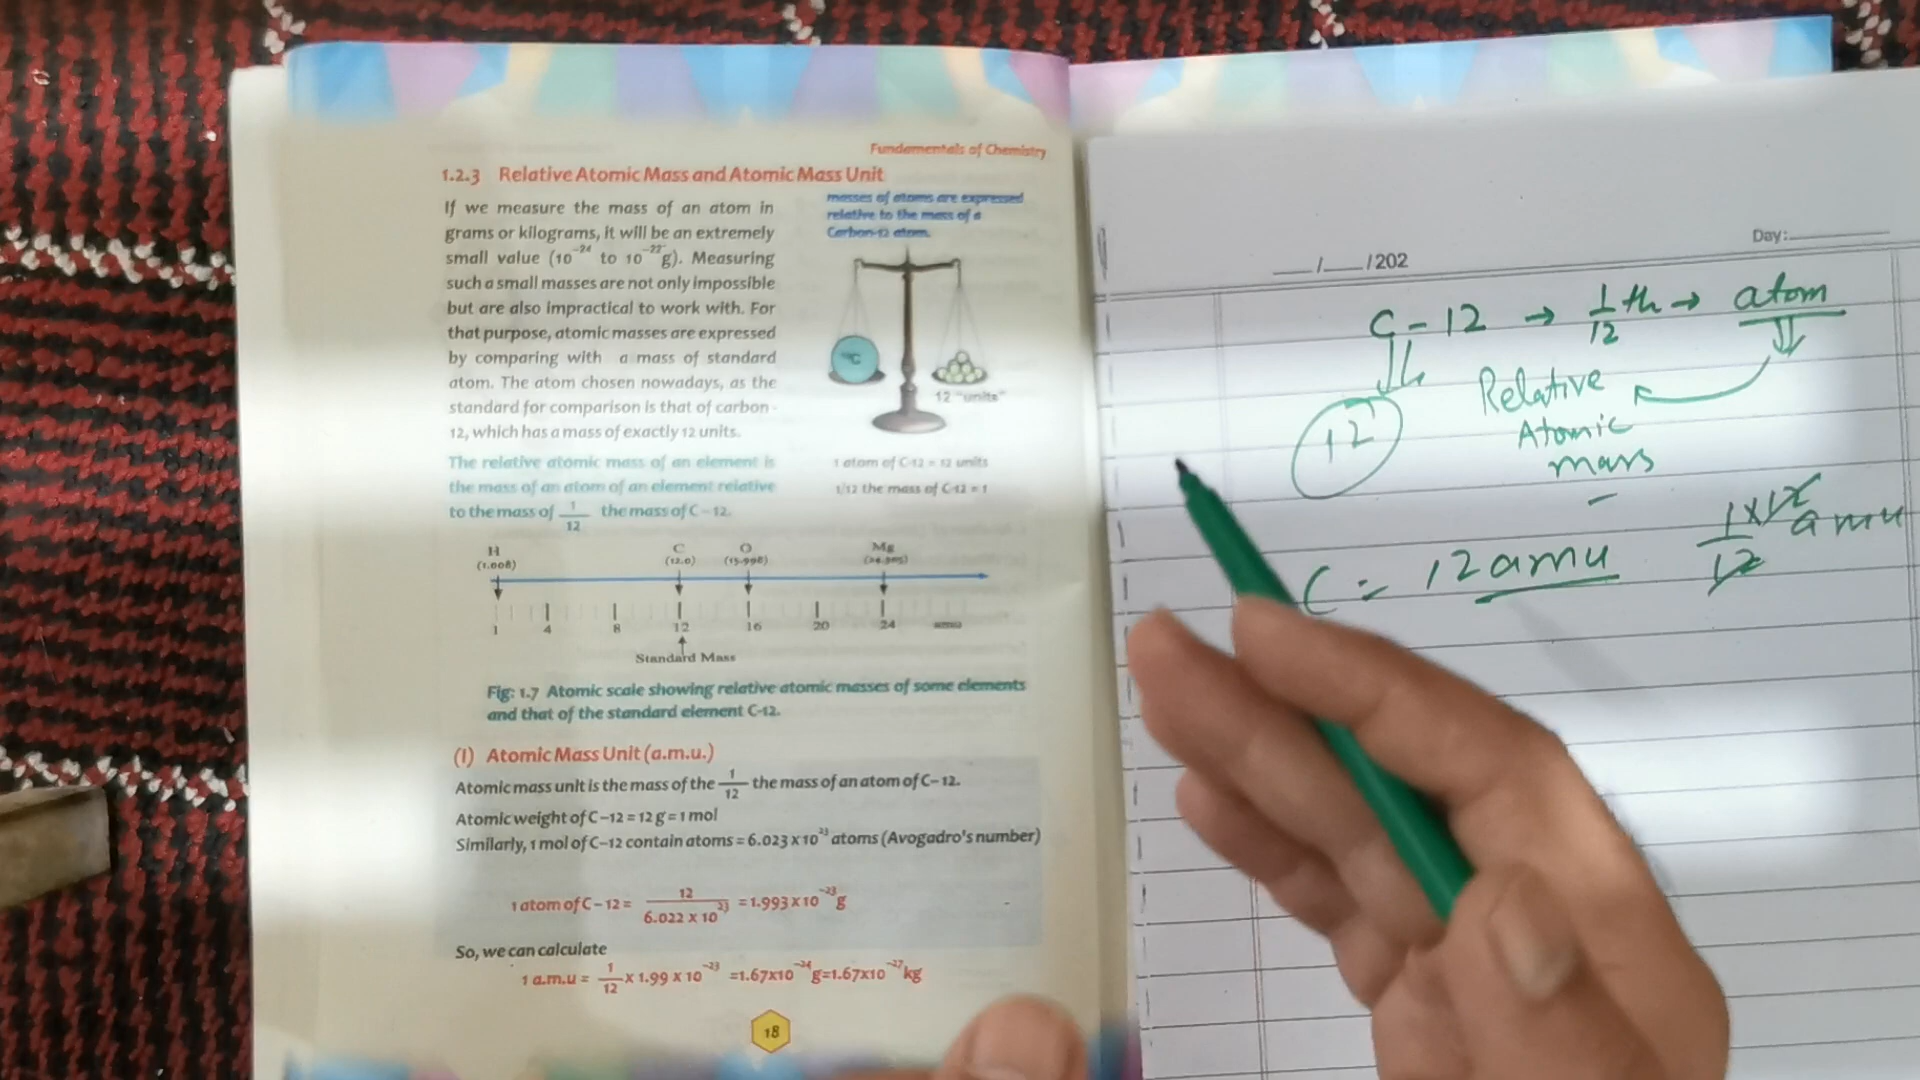 Fundamentals of Chemistry
1.2.3 Relative Atomic Mass and Atomic Mass Unit
If we measure the mass of an atom in
grams or kilograms, it will be an extremely
small value (10⁻²⁴ to 10⁻²² g). Measuring
such a small masses are not only impossible
but are also impractical to work with. For
that purpose, atomic masses are expressed
by comparing with a mass of standard
atom. The atom chosen nowadays, as the
standard for comparison is that of carbon-
12, which has a mass of exactly 12 units.
The relative atomic mass of an element is
the mass of an atom of an element relative
to the mass of 1/12 the mass of C-12.
masses of atoms are expressed
relative to the mass of a
Carbon-12 atom.
12 "units"
1 atom of C-12 = 12 units
1/12 the mass of C-12 = 1
H C O Mg
(1.008) (12.0) (15.998)
1 4 8 12 16 20 24 amu
Standard Mass
Fig: 1.7 Atomic scale showing relative atomic masses of some elements
and that of the standard element C-12.
(I) Atomic Mass Unit (a.m.u.)
Atomic mass unit is the mass of the 1/12 the mass of an atom of C-12.
Atomic weight of C-12 = 12 g = 1 mol
Similarly, 1 mol of C-12 contain atoms = 6.023 x 10²³ atoms (Avogadro's number)
1 atom of C-12 = 12 / 6.022 x 10²³ = 1.993 x 10⁻²³ g
So, we can calculate
1 a.m.u = 1/12 x 1.99 x 10⁻²³ = 1.67x10⁻²⁴ g = 1.67x10⁻²⁷ kg
18
Day:
__/__/202
C-12 → 1/12 th → atom
12
Relative
Atomic
mass
C = 12 amu
1/12 x 12 amu